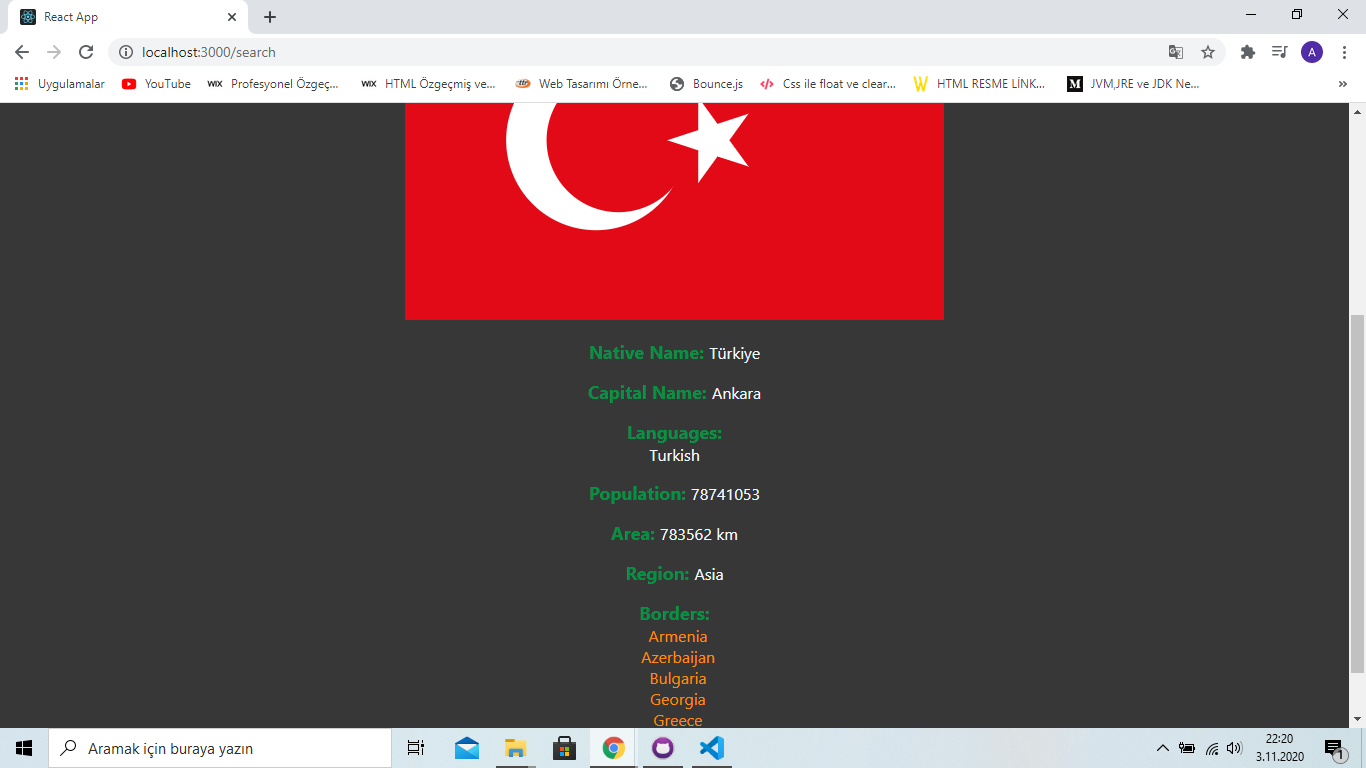 React App
localhost:3000/search
A
Uygulamalar
YouTube
WiX Profesyonel Özgeç...
WiX HTML Özgeçmiş ve...
Web Tasarımı Örne...
Bounce.js
Css ile float ve clear...
HTML RESME LİNK...
JVM,JRE ve JDK Ne...
Native Name: Türkiye
Capital Name: Ankara
Languages:
Turkish
Population: 78741053
Area: 783562 km
Region: Asia
Borders:
Armenia
Azerbaijan
Bulgaria
Georgia
Greece
Aramak için buraya yazın
22:20
3.11.2020
1